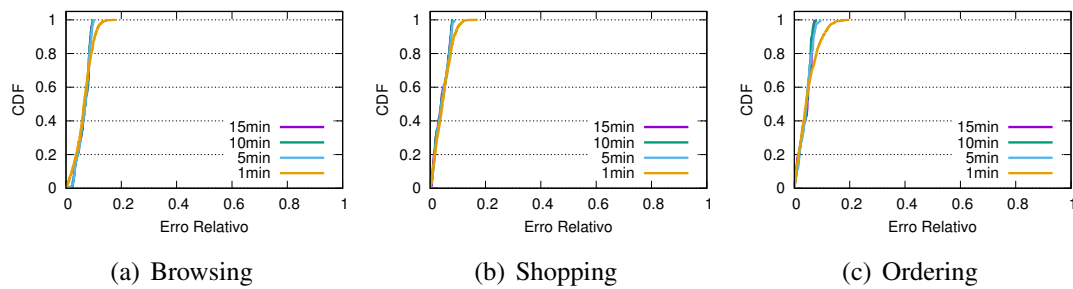 1
0.8
0.6
0.4
0.2
0
CDF
15min
10min
5min
1min
0 0.2 0.4 0.6 0.8 1
Erro Relativo
(a) Browsing
1
0.8
0.6
0.4
0.2
0
CDF
15min
10min
5min
1min
0 0.2 0.4 0.6 0.8 1
Erro Relativo
(b) Shopping
1
0.8
0.6
0.4
0.2
0
CDF
15min
10min
5min
1min
0 0.2 0.4 0.6 0.8 1
Erro Relativo
(c) Ordering